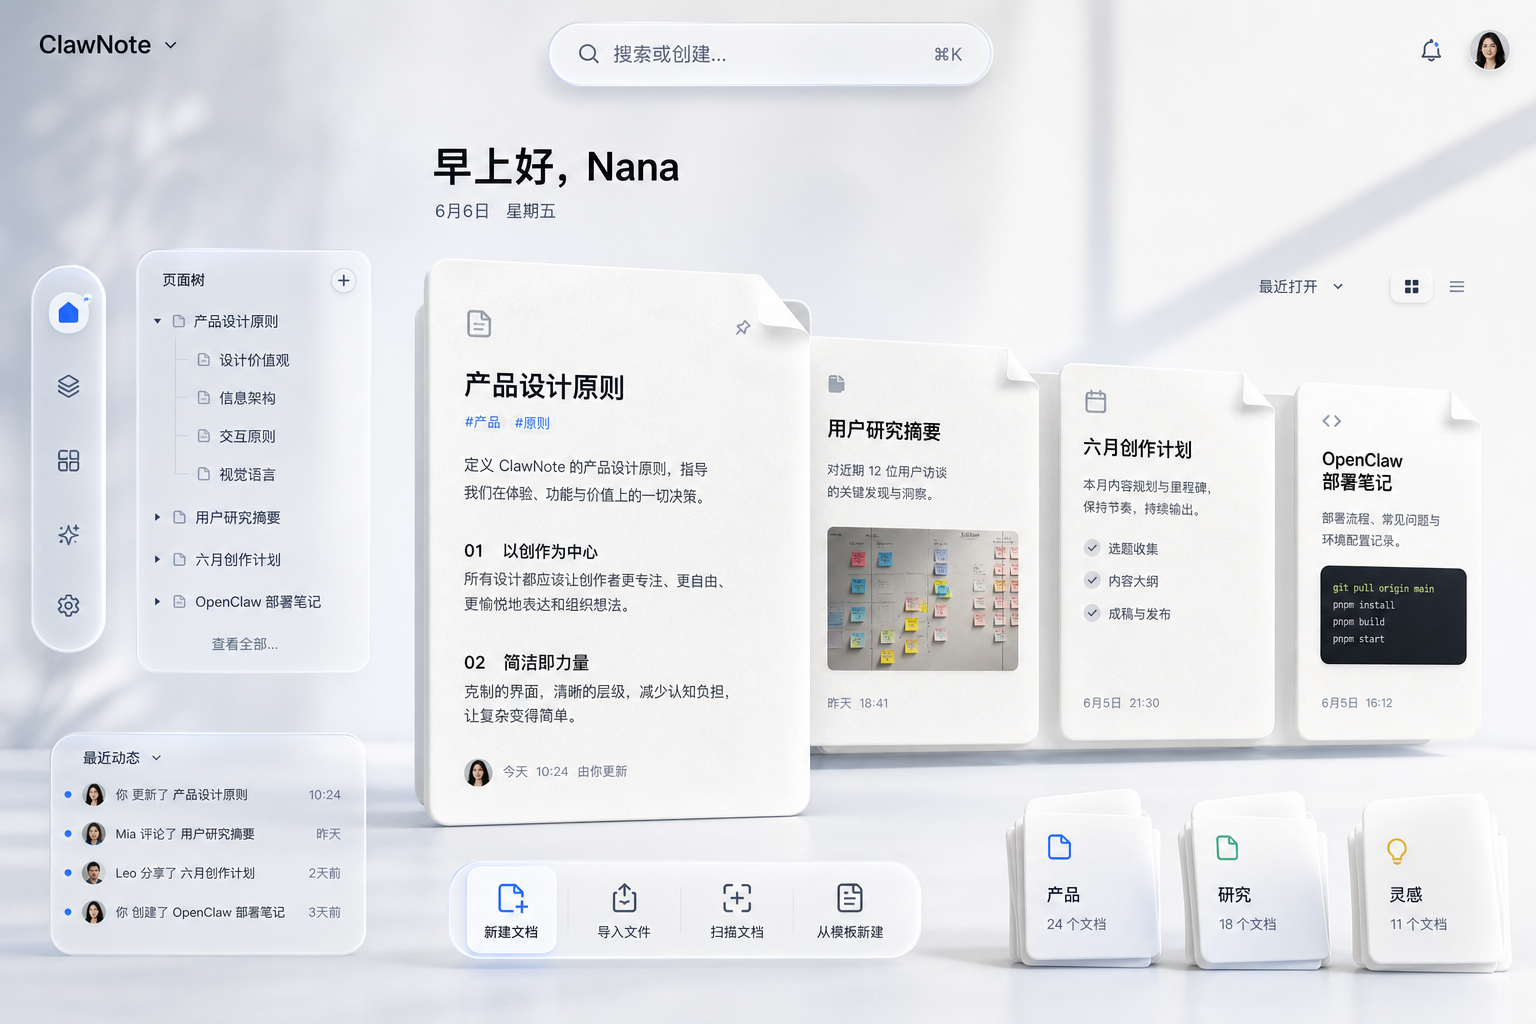 ClawNote
搜索或创建... ⌘K
早上好，Nana
6月6日 星期五
页面树
产品设计原则
设计价值观
信息架构
交互原则
视觉语言
用户研究摘要
六月创作计划
OpenClaw 部署笔记
查看全部...
最近打开
产品设计原则
#产品 #原则
定义 ClawNote 的产品设计原则，指导
我们在体验、功能与价值上的一切决策。
01 以创作为中心
所有设计都应该让创作者更专注、更自由、
更愉悦地表达和组织想法。
02 简洁即力量
克制的界面，清晰的层级，减少认知负担，
让复杂变得简单。
今天 10:24 由你更新
用户研究摘要
对近期 12 位用户访谈
的关键发现与洞察。
昨天 18:41
六月创作计划
本月内容规划与里程碑，
保持节奏，持续输出。
选题收集
内容大纲
成稿与发布
6月5日 21:30
OpenClaw
部署笔记
部署流程、常见问题与
环境配置记录。
git pull origin main
pnpm install
pnpm build
pnpm start
6月5日 16:12
最近动态
你 更新了 产品设计原则 10:24
Mia 评论了 用户研究摘要 昨天
Leo 分享了 六月创作计划 2天前
你 创建了 OpenClaw 部署笔记 3天前
新建文档
导入文件
扫描文档
从模板新建
产品
24 个文档
研究
18 个文档
灵感
11 个文档